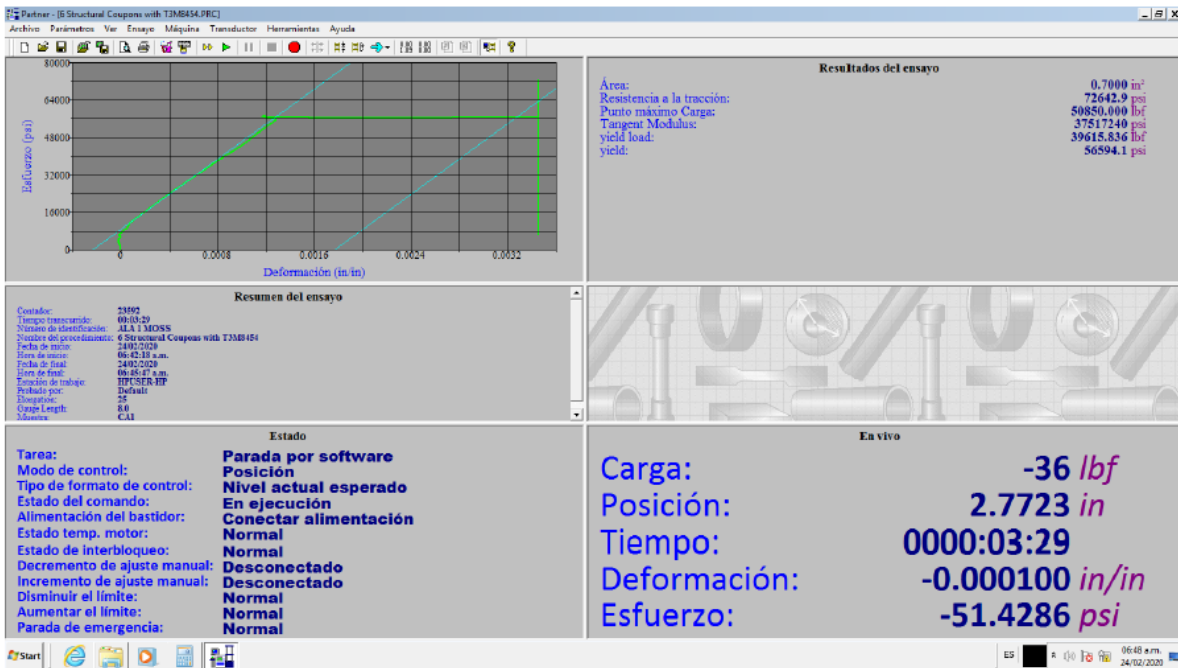 Partner - [6 Structural Coupons with T3M8454.PRC]
Archivo Parámetros Ver Ensayo Máquina Transductor Herramientas Ayuda
80000
64000
48000
32000
16000
0
Esfuerzo (psi)
0 0.0008 0.0016 0.0024 0.0032
Deformación (in/in)
Resultados del ensayo
Área: 0.7000 in²
Resistencia a la tracción: 72642.9 psi
Punto máximo Carga: 50850.000 lbf
Tangent Modulus: 37517240 psi
yield load: 39615.836 lbf
yield: 56594.1 psi
Resumen del ensayo
Contador: 23592
Tiempo transcurrido: 00:03:29
Número de identificación: ALA 1 MOSS
Nombre del procedimiento: 6 Structural Coupons with T3M8454
Fecha de inicio: 24/02/2020
Hora de inicio: 06:42:18 a.m.
Fecha de final: 24/02/2020
Hora de final: 06:45:47 a.m.
Estación de trabajo: HPUSER-HP
Probado por: Default
Elongation: 25
Gauge Length: 8.0
Muestra: CA1
Estado
Tarea: Parada por software
Modo de control: Posición
Tipo de formato de control: Nivel actual esperado
Estado del comando: En ejecución
Alimentación del bastidor: Conectar alimentación
Estado temp. motor: Normal
Estado de interbloqueo: Normal
Decremento de ajuste manual: Desconectado
Incremento de ajuste manual: Desconectado
Disminuir el límite: Normal
Aumentar el límite: Normal
Parada de emergencia: Normal
En vivo
Carga: -36 lbf
Posición: 2.7723 in
Tiempo: 0000:03:29
Deformación: -0.000100 in/in
Esfuerzo: -51.4286 psi
Start
ES
06:48 a.m.
24/02/2020